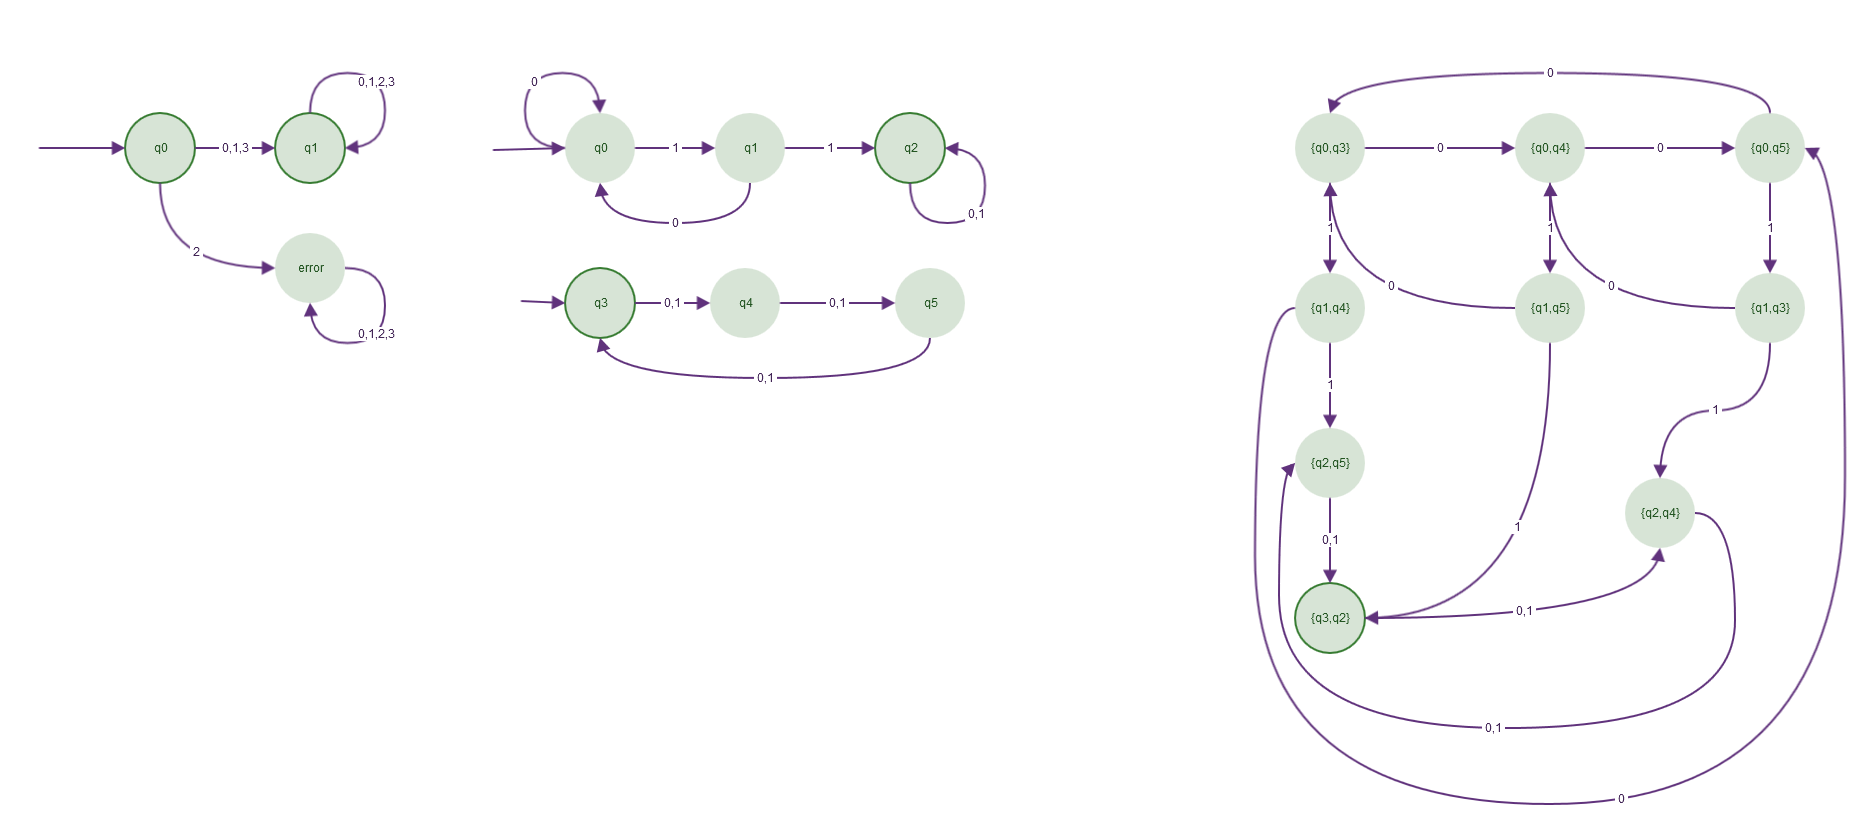 0,1,2,3
q0
0,1,3
q1
2
error
0,1,2,3
0
q0
1
q1
1
q2
0
0,1
q3
0,1
q4
0,1
q5
0,1
0
{q0,q3}
0
{q0,q4}
0
{q0,q5}
1
1
1
0
0
{q1,q4}
{q1,q5}
{q1,q3}
1
1
{q2,q5}
{q2,q4}
1
0,1
{q3,q2}
0,1
0,1
0